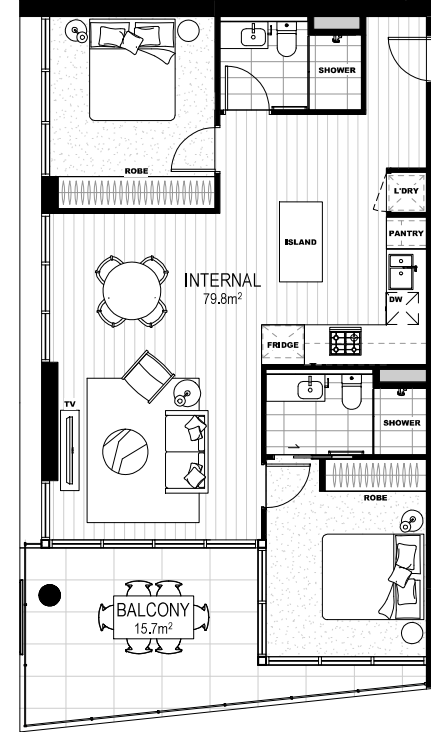 SHOWER
ROBE
L'DRY
PANTRY
ISLAND
INTERNAL
79.8m²
DW
FRIDGE
TV
SHOWER
ROBE
BALCONY
15.7m²